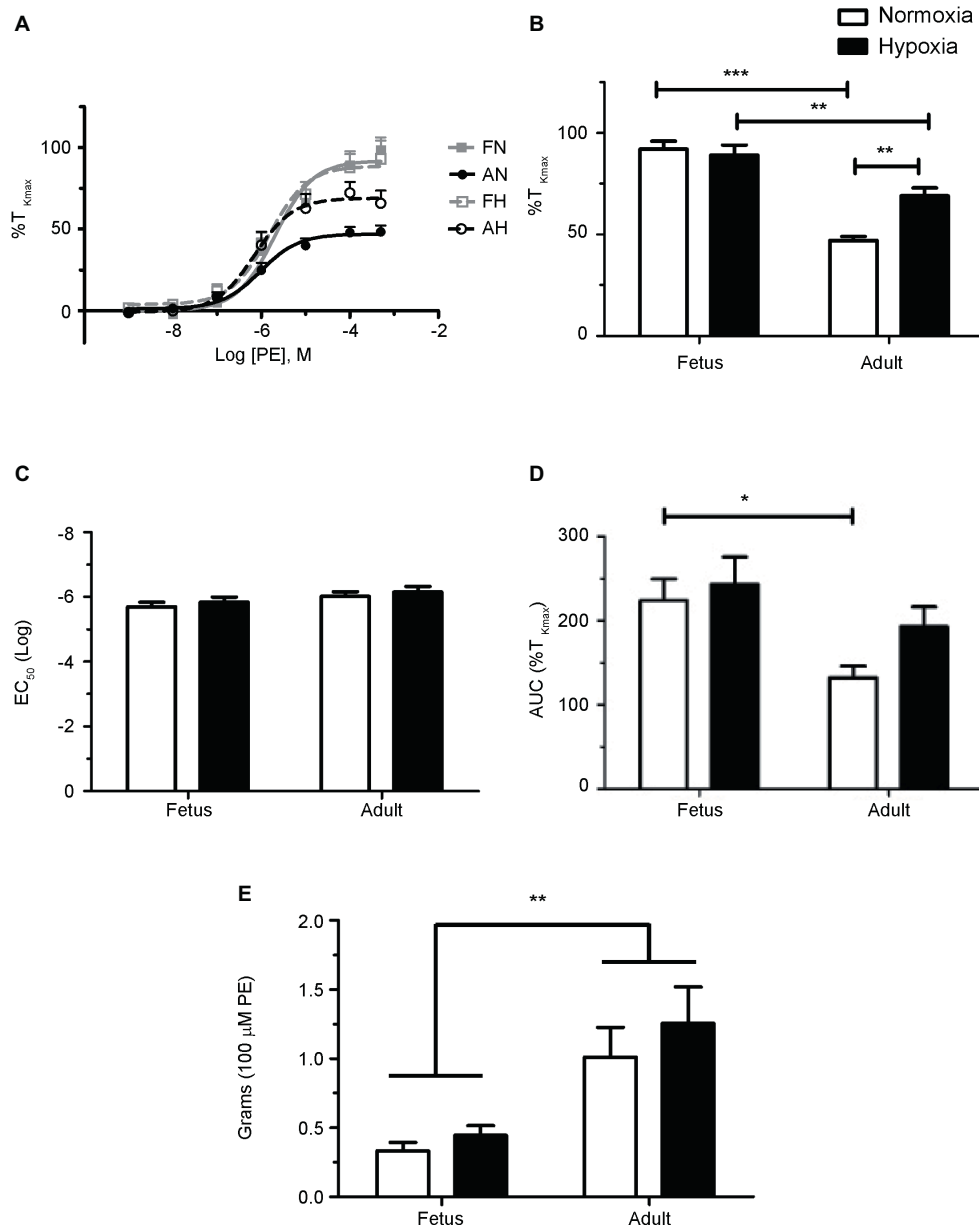 A
%T Kmax
100
50
0
-8
-6
-4
-2
Log [PE], M
FN
AN
FH
AH
B
Normoxia
Hypoxia
***
**
**
%T Kmax
100
50
0
Fetus
Adult
C
EC50 (Log)
-8
-6
-4
-2
0
Fetus
Adult
D
*
AUC (%T Kmax)
300
200
100
0
Fetus
Adult
E
**
Grams (100 μM PE)
2.0
1.5
1.0
0.5
0.0
Fetus
Adult